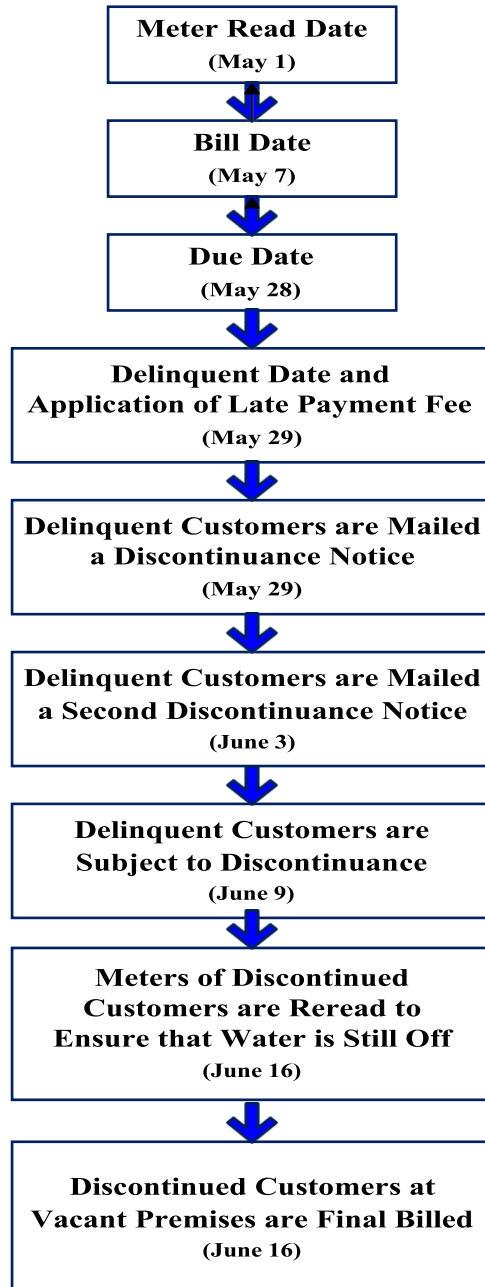 Meter Read Date
(May 1)
Bill Date
(May 7)
Due Date
(May 28)
Delinquent Date and
Application of Late Payment Fee
(May 29)
Delinquent Customers are Mailed
a Discontinuance Notice
(May 29)
Delinquent Customers are Mailed
a Second Discontinuance Notice
(June 3)
Delinquent Customers are
Subject to Discontinuance
(June 9)
Meters of Discontinued
Customers are Reread to
Ensure that Water is Still Off
(June 16)
Discontinued Customers at
Vacant Premises are Final Billed
(June 16)